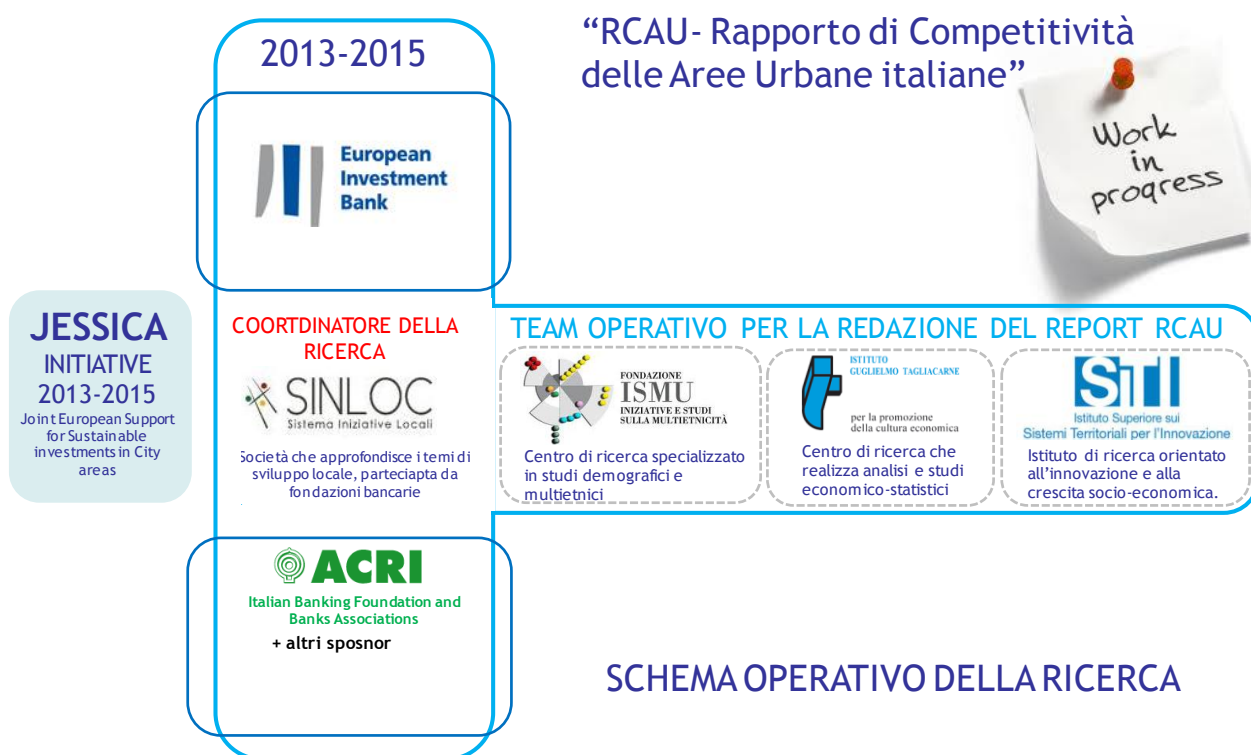 2013-2015
“RCAU- Rapporto di Competitività
delle Aree Urbane italiane”
Work
in
progress
European
Investment
Bank
JESSICA
INITIATIVE
2013-2015
Joint European Support
for Sustainable
investments in City
areas
COORTDINATORE DELLA
RICERCA
SINLOC
Sistema Iniziative Locali
Società che approfondisce i temi di
sviluppo locale, parteciapta da
fondazioni bancarie
TEAM OPERATIVO PER LA REDAZIONE DEL REPORT RCAU
FONDAZIONE
ISMU
INIZIATIVE E STUDI
SULLA MULTIETNICITÀ
Centro di ricerca specializzato
in studi demografici e
multietnici
ISTITUTO
GUGLIELMO TAGLIACARNE
per la promozione
della cultura economica
Centro di ricerca che
realizza analisi e studi
economico-statistici
SiTI
Istituto Superiore sui
Sistemi Territoriali per l'Innovazione
Istituto di ricerca orientato
all’innovazione e alla
crescita socio-economica.
ACRI
Italian Banking Foundation and
Banks Associations
+ altri sposnor
SCHEMA OPERATIVO DELLA RICERCA